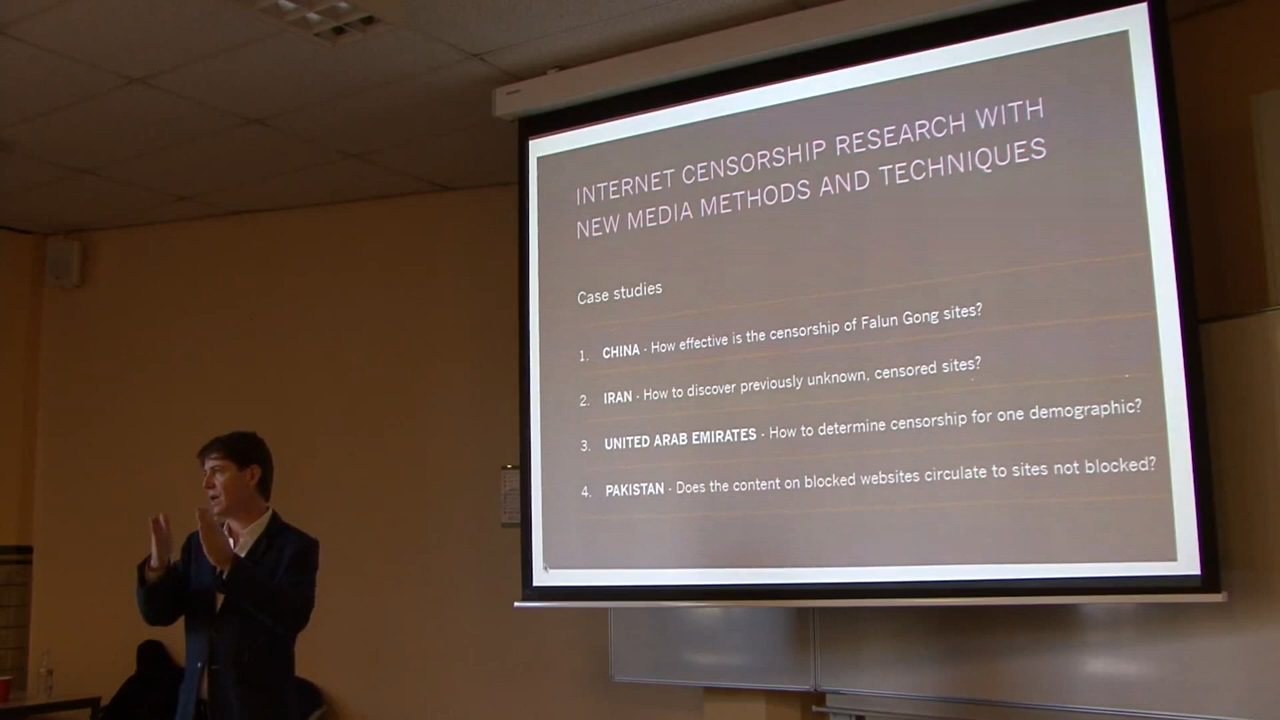 INTERNET CENSORSHIP RESEARCH WITH
NEW MEDIA METHODS AND TECHNIQUES
Case studies
1. CHINA - How effective is the censorship of Falun Gong sites?
2. IRAN - How to discover previously unknown, censored sites?
3. UNITED ARAB EMIRATES - How to determine censorship for one demographic?
4. PAKISTAN - Does the content on blocked websites circulate to sites not blocked?